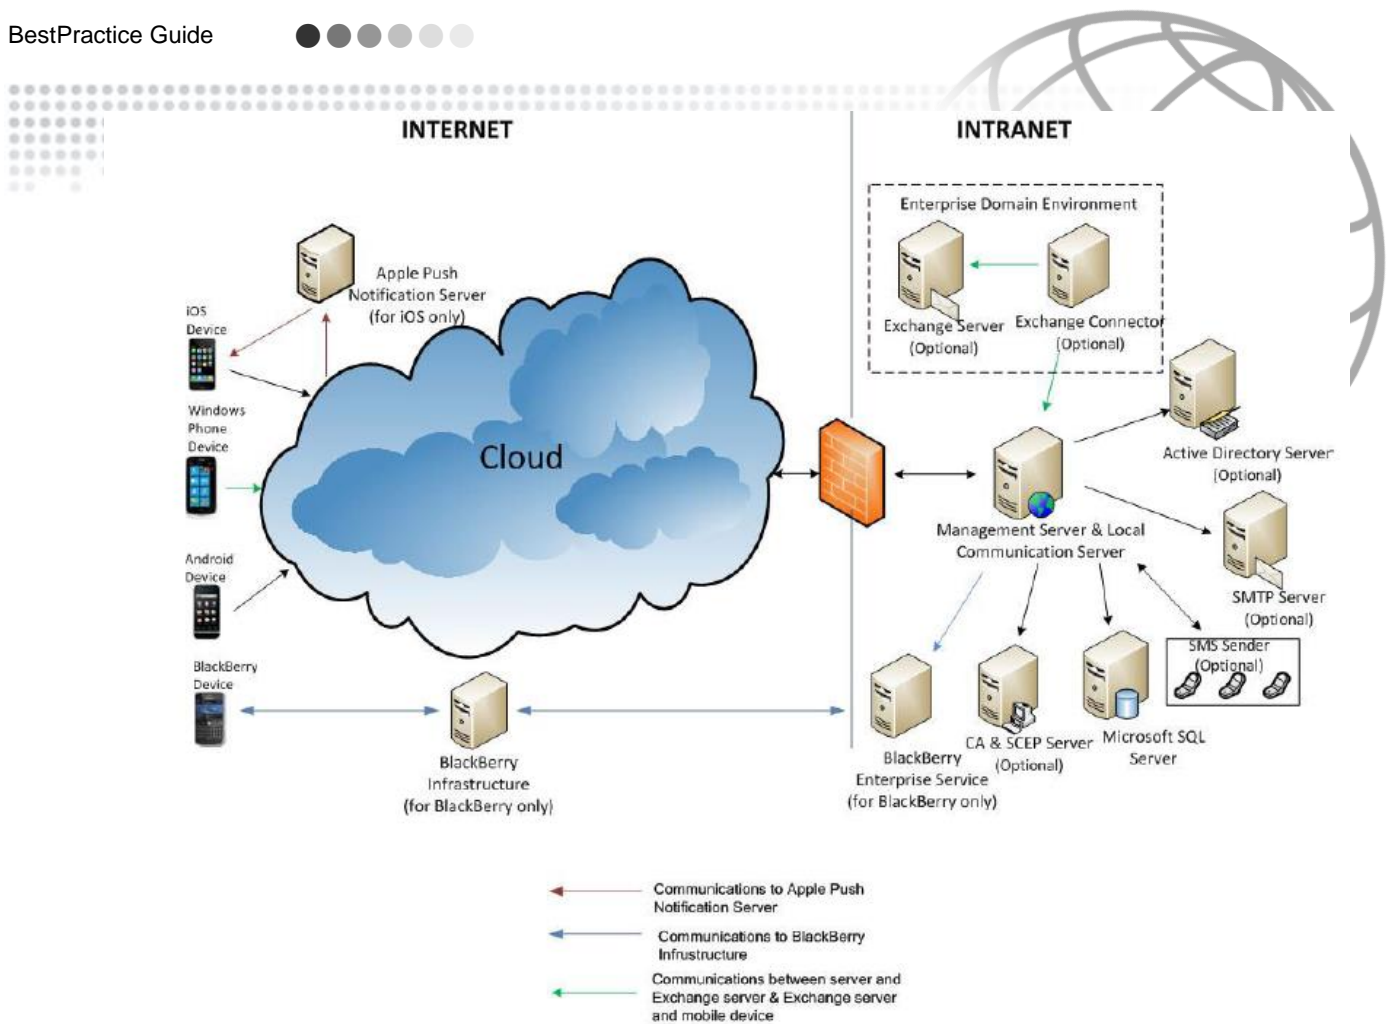 BestPractice Guide
INTERNET
INTRANET
Enterprise Domain Environment
Exchange Server
(Optional)
Exchange Connector
(Optional)
Apple Push
Notification Server
(for iOS only)
iOS
Device
Windows
Phone
Device
Cloud
Active Directory Server
(Optional)
Management Server & Local
Communication Server
Android
Device
SMTP Server
(Optional)
SMS Sender
(Optional)
BlackBerry
Device
BlackBerry
Infrastructure
(for BlackBerry only)
BlackBerry
Enterprise Service
(for BlackBerry only)
CA & SCEP Server
(Optional)
Microsoft SQL
Server
Communications to Apple Push
Notification Server
Communications to BlackBerry
Infrustructure
Communications between server and
Exchange server & Exchange server
and mobile device